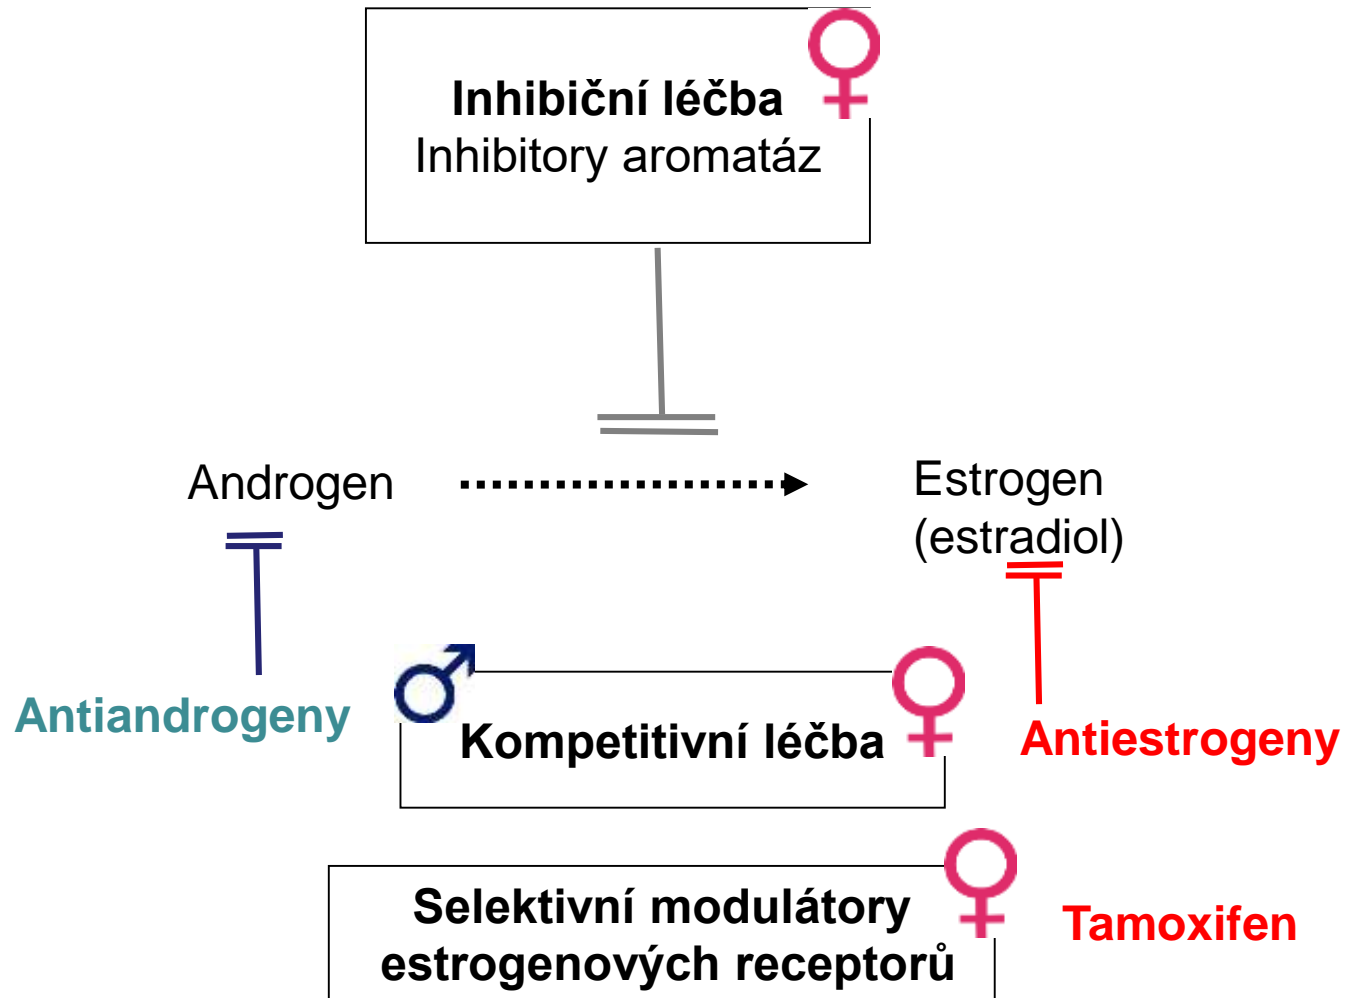 Inhibiční léčba
Inhibitory aromatáz
Androgen
Estrogen
(estradiol)
Antiandrogeny
Kompetitivní léčba
Antiestrogeny
Selektivní modulátory
estrogenových receptorů
Tamoxifen